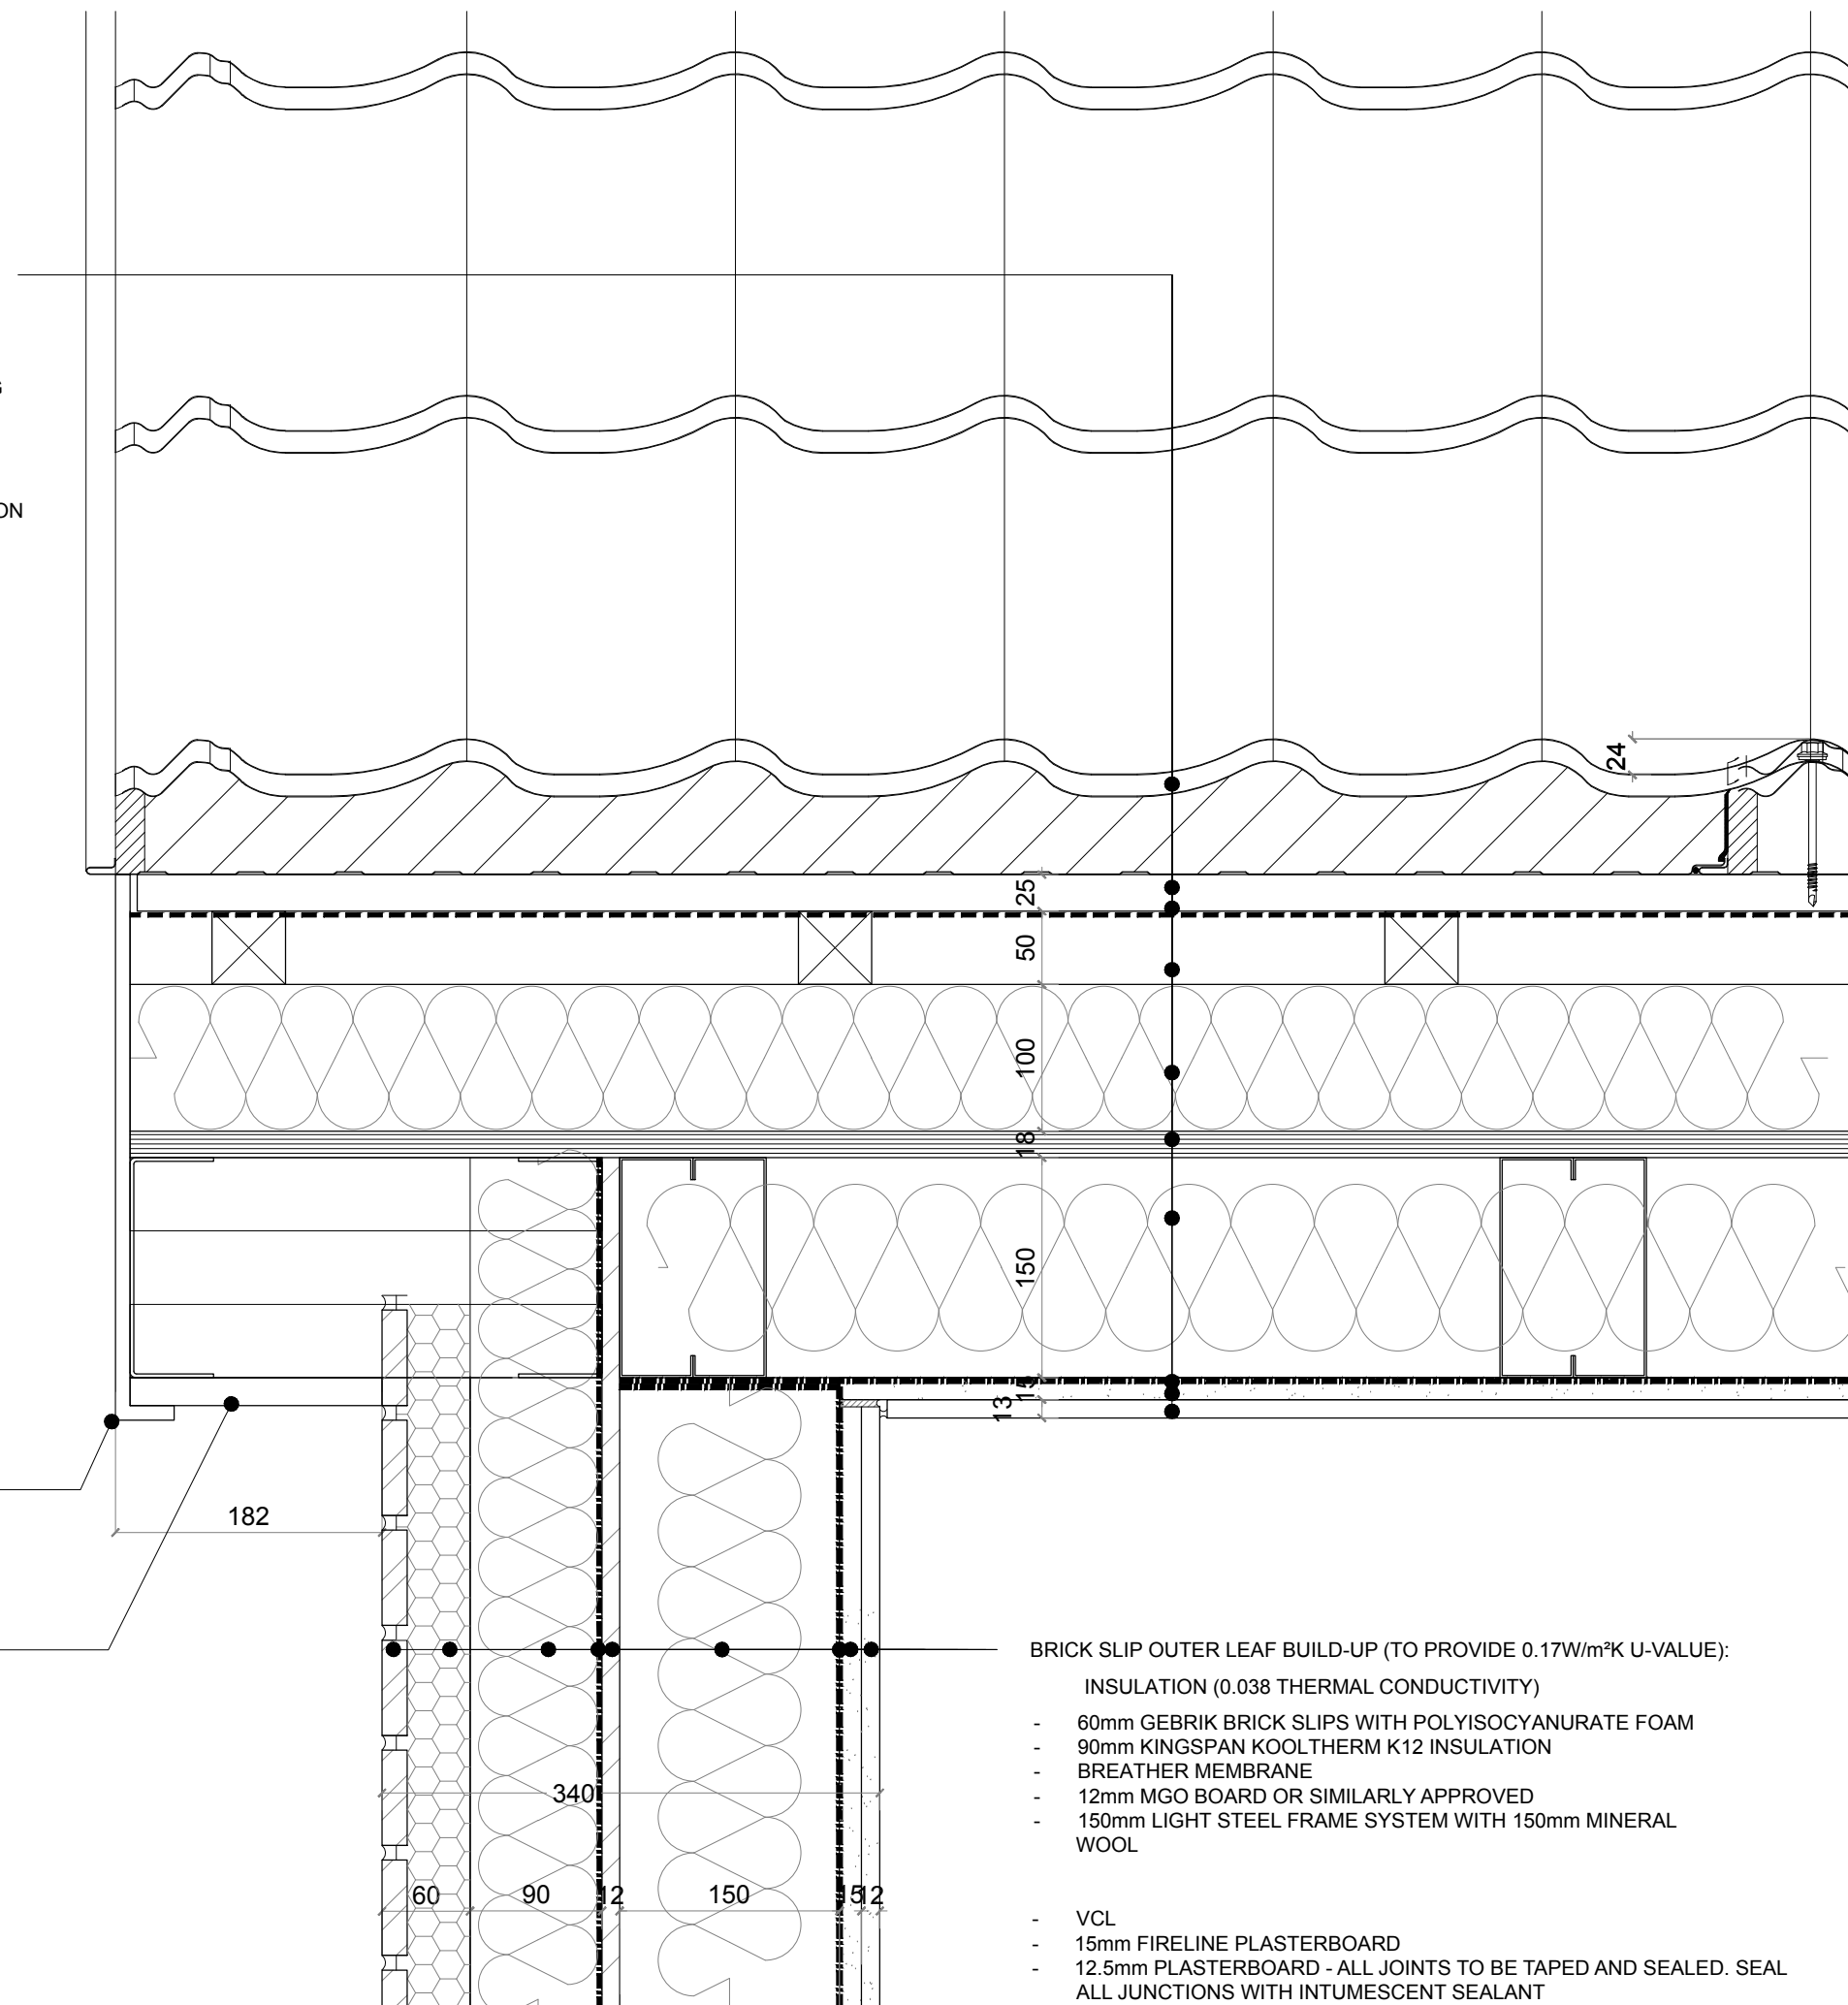 G
ON
24
25
50
100
18
150
15
13
182
340
60
90
12
150
15
12
BRICK SLIP OUTER LEAF BUILD-UP (TO PROVIDE 0.17W/m²K U-VALUE):
INSULATION (0.038 THERMAL CONDUCTIVITY)
- 60mm GEBRIK BRICK SLIPS WITH POLYISOCYANURATE FOAM
- 90mm KINGSPAN KOOLTHERM K12 INSULATION
- BREATHER MEMBRANE
- 12mm MGO BOARD OR SIMILARLY APPROVED
- 150mm LIGHT STEEL FRAME SYSTEM WITH 150mm MINERAL
WOOL
- VCL
- 15mm FIRELINE PLASTERBOARD
- 12.5mm PLASTERBOARD - ALL JOINTS TO BE TAPED AND SEALED. SEAL
ALL JUNCTIONS WITH INTUMESCENT SEALANT